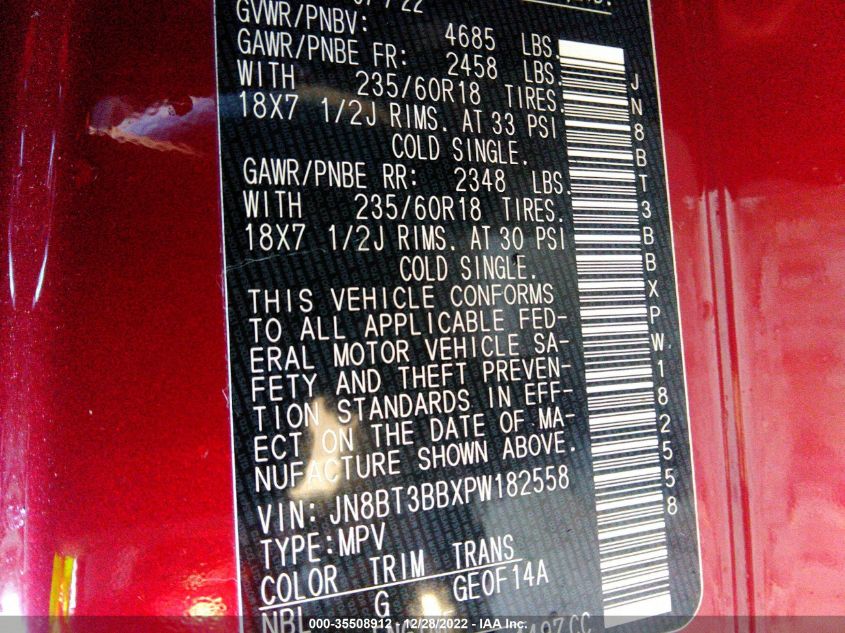 GVWR/PNBV: 4685 LBS.
GAWR/PNBE FR: 2458 LBS.
WITH 235/60R18 TIRES.
18X7 1/2J RIMS. AT 33 PSI
COLD SINGLE.
GAWR/PNBE RR: 2348 LBS.
WITH 235/60R18 TIRES.
18X7 1/2J RIMS. AT 30 PSI
COLD SINGLE.
THIS VEHICLE CONFORMS
TO ALL APPLICABLE FED-
ERAL MOTOR VEHICLE SA-
FETY AND THEFT PREVEN-
TION STANDARDS IN EFF-
ECT ON THE DATE OF MA-
NUFACTURE SHOWN ABOVE.
VIN: JN8BT3BBXPW182558
TYPE:MPV
COLOR TRIM TRANS
NBL G GE0F14A
JN8BT3BBXPW182558
000-35508912 - 12/28/2022 - IAA Inc.